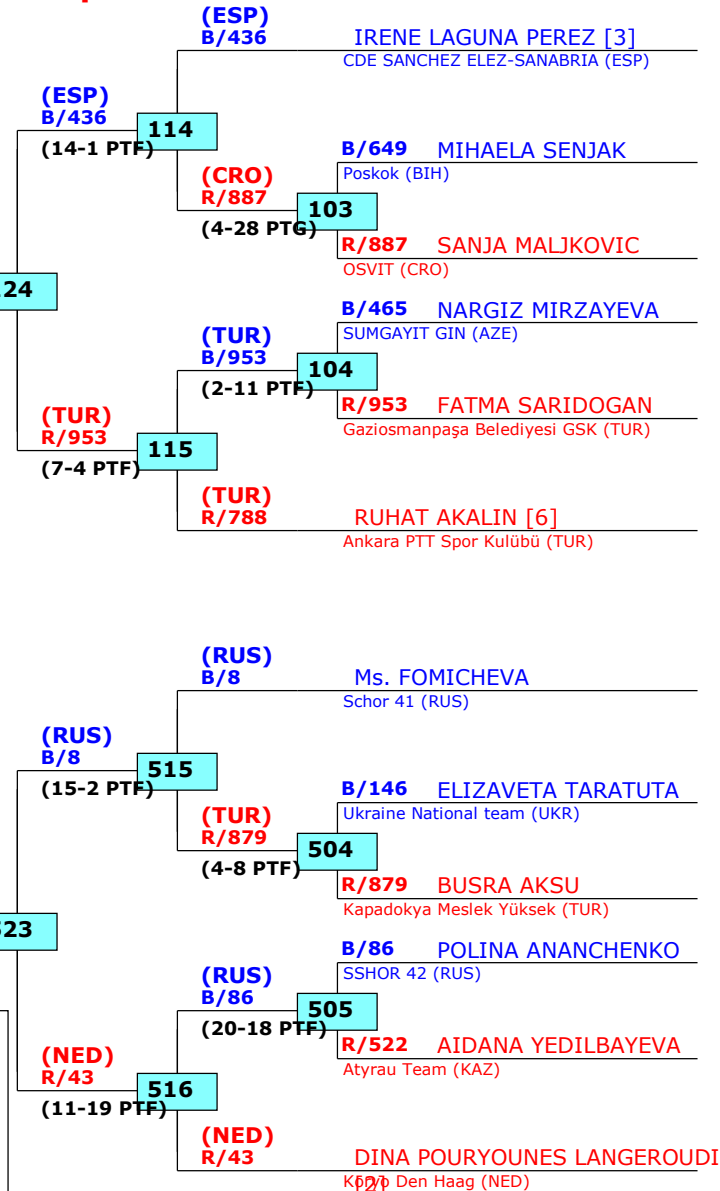 (ESP)
B/436
IRENE LAGUNA PEREZ [3]
CDE SANCHEZ ELEZ-SANABRIA (ESP)
(ESP)
B/436
114
(14-1 PTF)
B/649 MIHAELA SENJAK
Poskok (BIH)
(CRO)
R/887
103
(4-28 PTG)
R/887 SANJA MALJKOVIC
OSVIT (CRO)
24
B/465 NARGIZ MIRZAYEVA
SUMGAYIT GIN (AZE)
(TUR)
B/953
104
(2-11 PTF)
R/953 FATMA SARIDOGAN
Gaziosmanpaşa Belediyesi GSK (TUR)
(TUR)
R/953
115
(7-4 PTF)
(TUR)
R/788
RUHAT AKALIN [6]
Ankara PTT Spor Kulübü (TUR)
(RUS)
B/8
Ms. FOMICHEVA
Schor 41 (RUS)
(RUS)
B/8
515
(15-2 PTF)
B/146 ELIZAVETA TARATUTA
Ukraine National team (UKR)
(TUR)
R/879
504
(4-8 PTF)
R/879 BUSRA AKSU
Kapadokya Meslek Yüksek (TUR)
523
B/86 POLINA ANANCHENKO
SSHOR 42 (RUS)
(RUS)
B/86
505
(20-18 PTF)
R/522 AIDANA YEDILBAYEVA
Atyrau Team (KAZ)
(NED)
R/43
516
(11-19 PTF)
(NED)
R/43
DINA POURYOUNES LANGEROUDI
[2]
Den Haag (NED)